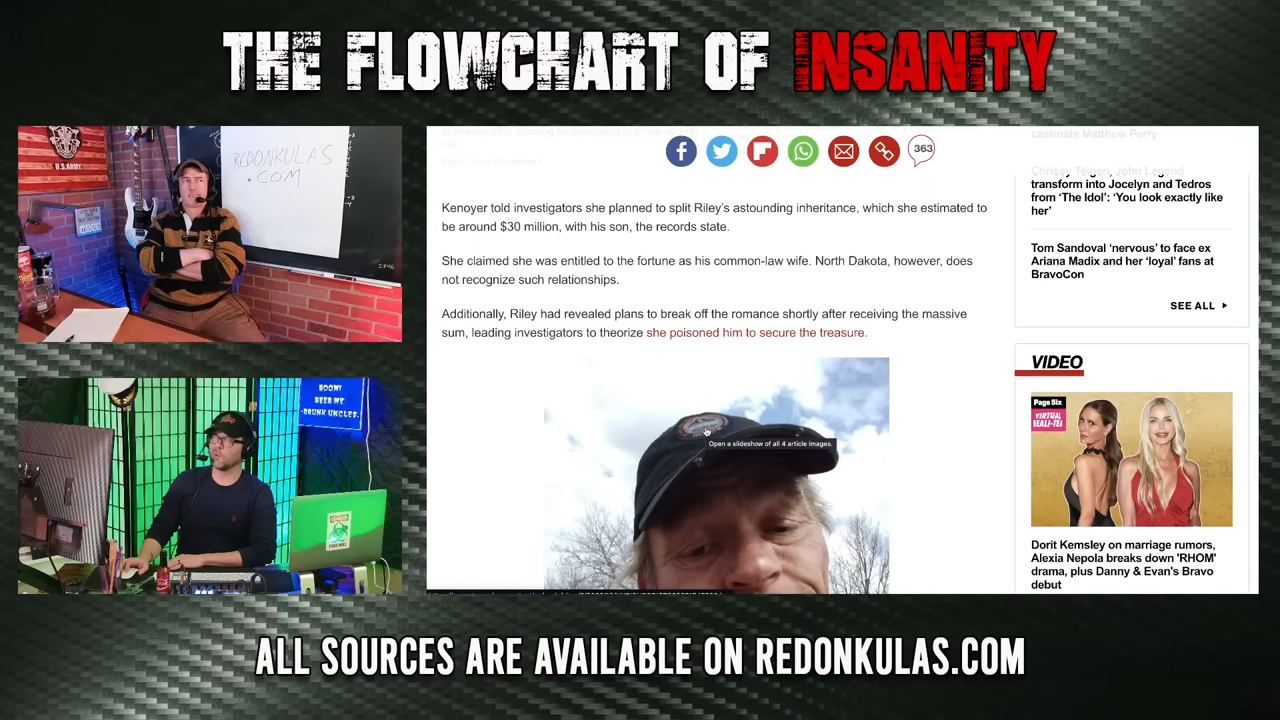 THE FLOWCHART OF INSANITY
U.S. ARMY
REDONKULAS
.COM
castmate Matthew Perry
363
Chrissy Teigen, John Legend
transform into Jocelyn and Tedros
from ‘The Idol’: ‘You look exactly like
her’
Kenoyer told investigators she planned to split Riley’s astounding inheritance, which she estimated to
be around $30 million, with his son, the records state.
Tom Sandoval ‘nervous’ to face ex
Ariana Madix and her ‘loyal’ fans at
BravoCon
She claimed she was entitled to the fortune as his common-law wife. North Dakota, however, does
not recognize such relationships.
SEE ALL
Additionally, Riley had revealed plans to break off the romance shortly after receiving the massive
sum, leading investigators to theorize she poisoned him to secure the treasure.
VIDEO
Page Six
VIRTUAL
REALI-TEA
BOOM!
BEER ME
-DRUNK UNCLES.
Open a slideshow of all 4 article images.
Dorit Kemsley on marriage rumors,
Alexia Nepola breaks down 'RHOM'
drama, plus Danny & Evan's Bravo
debut
ALL SOURCES ARE AVAILABLE ON REDONKULAS.COM